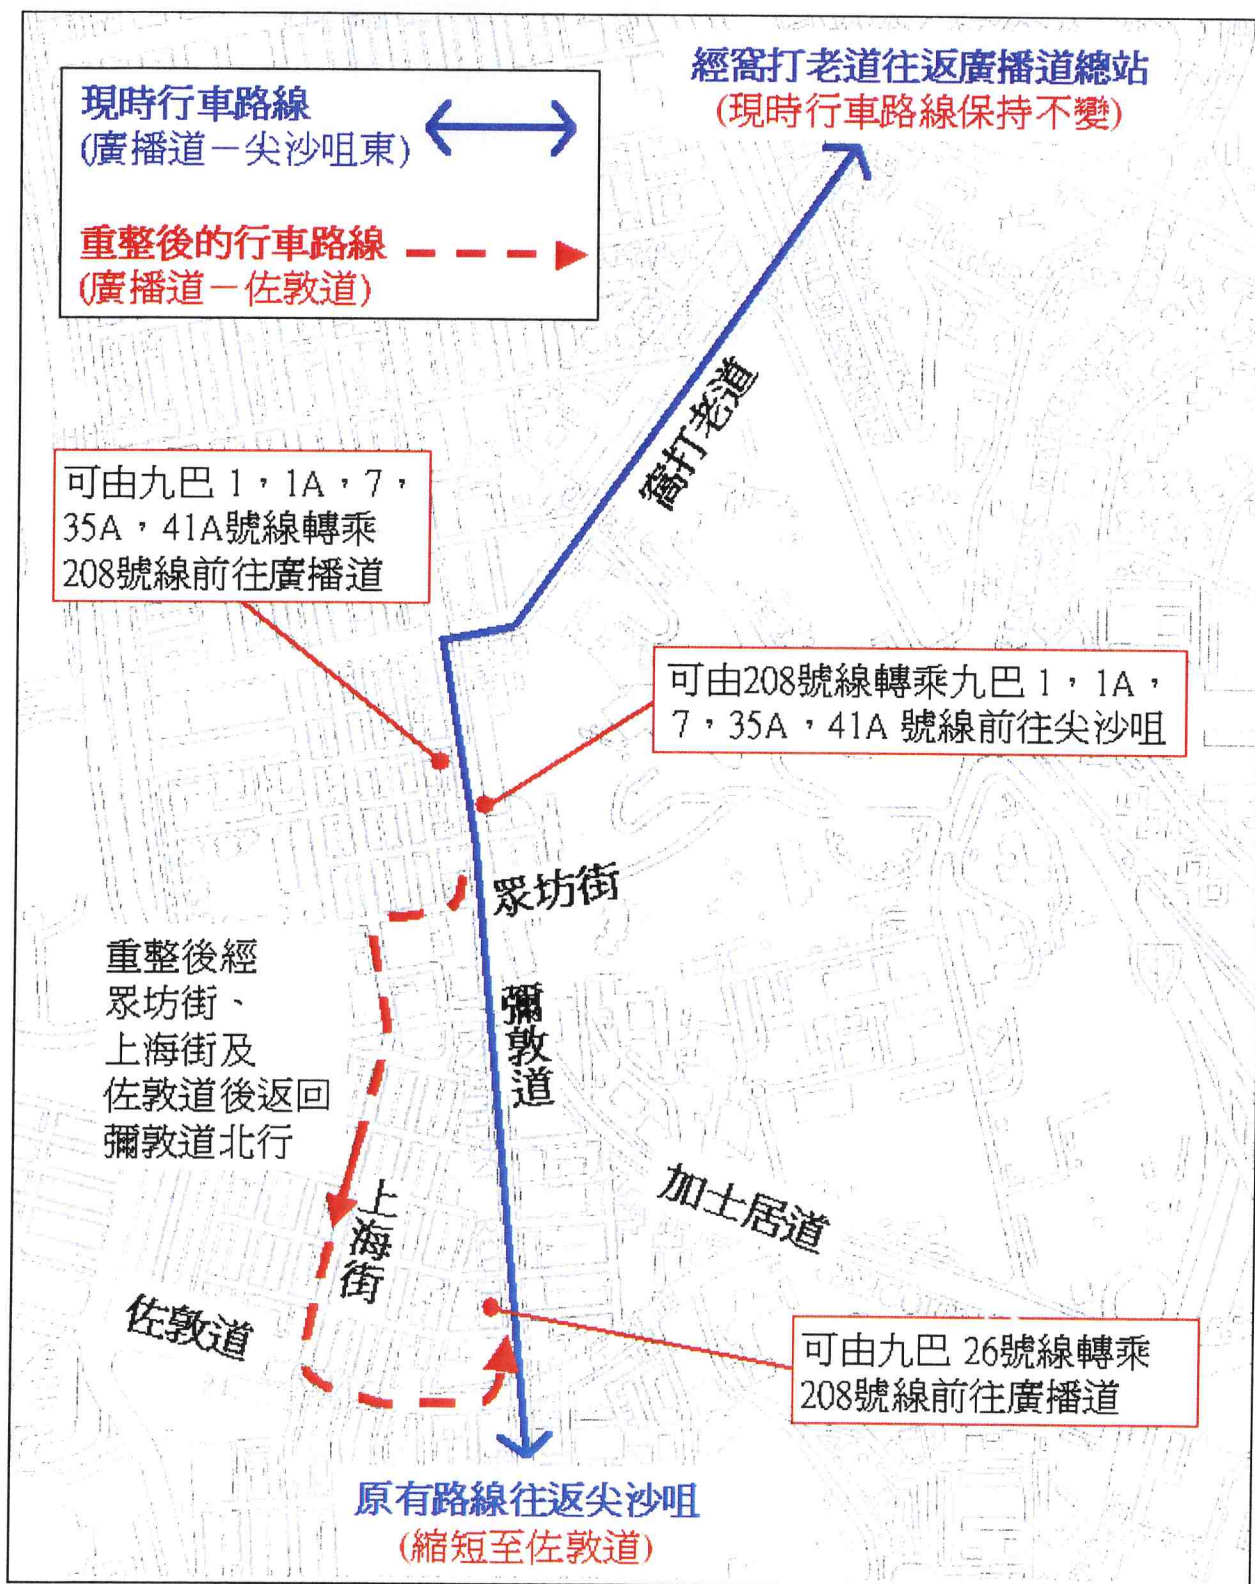 經窩打老道往返廣播道總站
(現時行車路線保持不變)
現時行車路線
(廣播道－尖沙咀東)
重整後的行車路線
(廣播道－佐敦道)
窩打老道
可由九巴 1，1A，7，
35A，41A號線轉乘
208號線前往廣播道
可由208號線轉乘九巴 1，1A，
7，35A，41A 號線前往尖沙咀
眾坊街
重整後經
眾坊街、
上海街及
佐敦道後返回
彌敦道北行
彌敦道
加士居道
上海街
佐敦道
可由九巴 26號線轉乘
208號線前往廣播道
原有路線往返尖沙咀
(縮短至佐敦道)